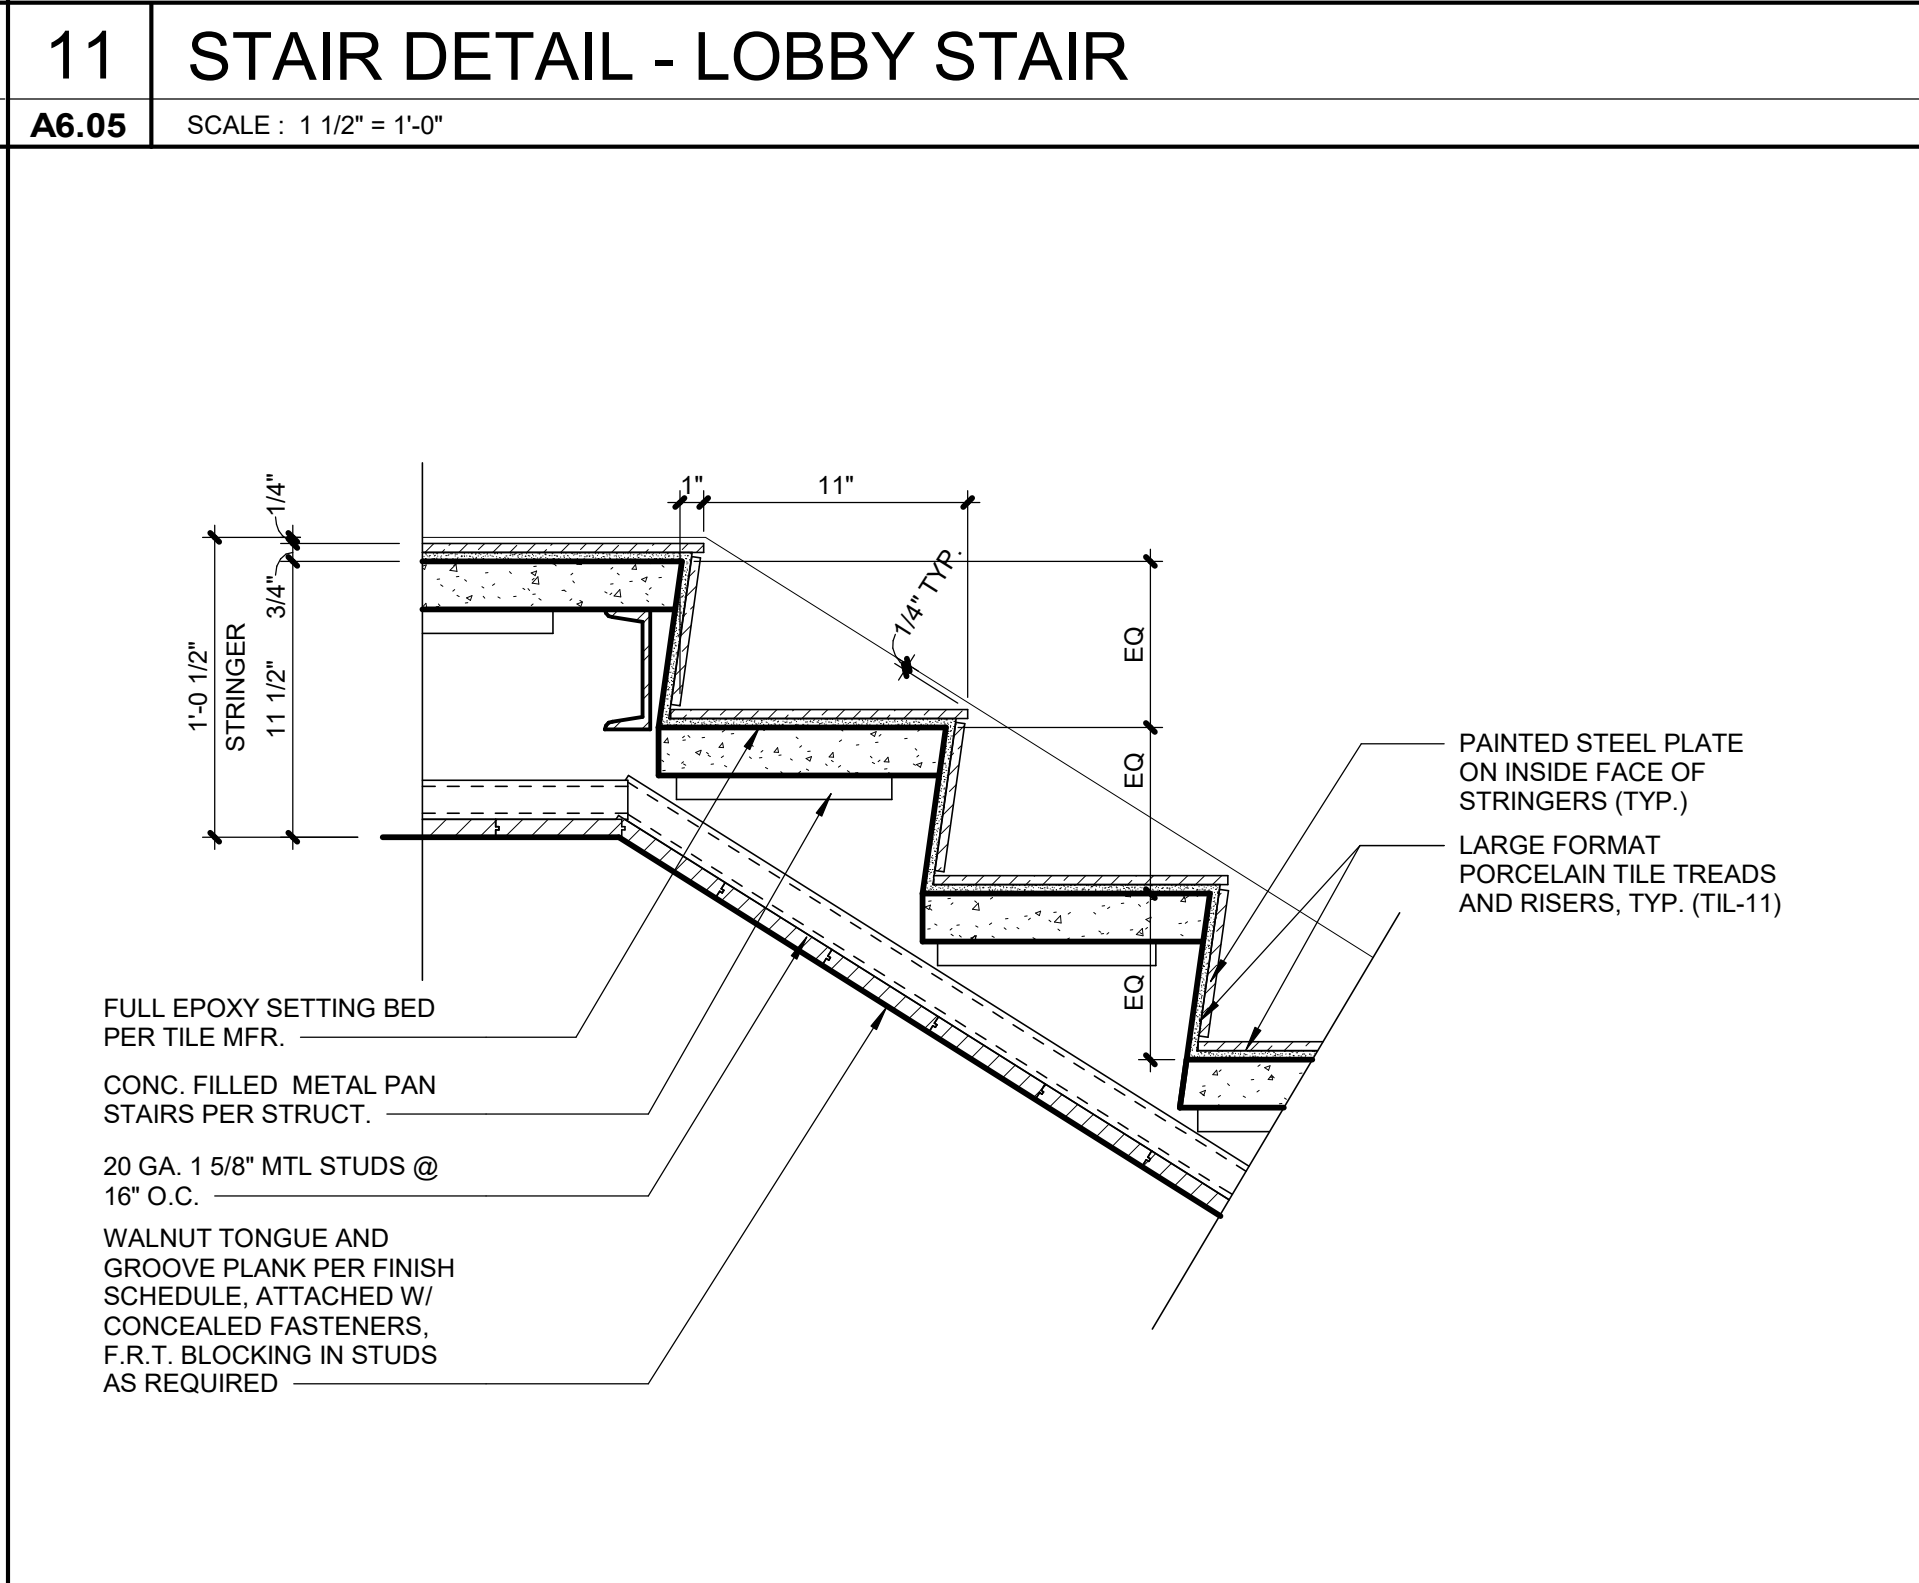 11
STAIR DETAIL - LOBBY STAIR
A6.05
SCALE : 1 1/2" = 1'-0"
1/4"
3/4"
11 1/2"
1'-0 1/2"
STRINGER
1"
11"
1/4" TYP.
EQ
EQ
EQ
PAINTED STEEL PLATE
ON INSIDE FACE OF
STRINGERS (TYP.)
LARGE FORMAT
PORCELAIN TILE TREADS
AND RISERS, TYP. (TIL-11)
FULL EPOXY SETTING BED
PER TILE MFR.
CONC. FILLED METAL PAN
STAIRS PER STRUCT.
20 GA. 1 5/8" MTL STUDS @
16" O.C.
WALNUT TONGUE AND
GROOVE PLANK PER FINISH
SCHEDULE, ATTACHED W/
CONCEALED FASTENERS,
F.R.T. BLOCKING IN STUDS
AS REQUIRED